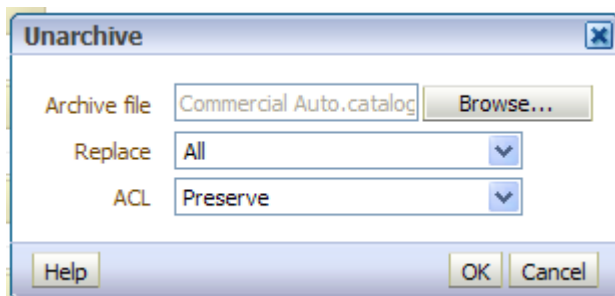 Unarchive
Archive file Commercial Auto.catalog Browse...
Replace All
ACL Preserve
Help OK Cancel